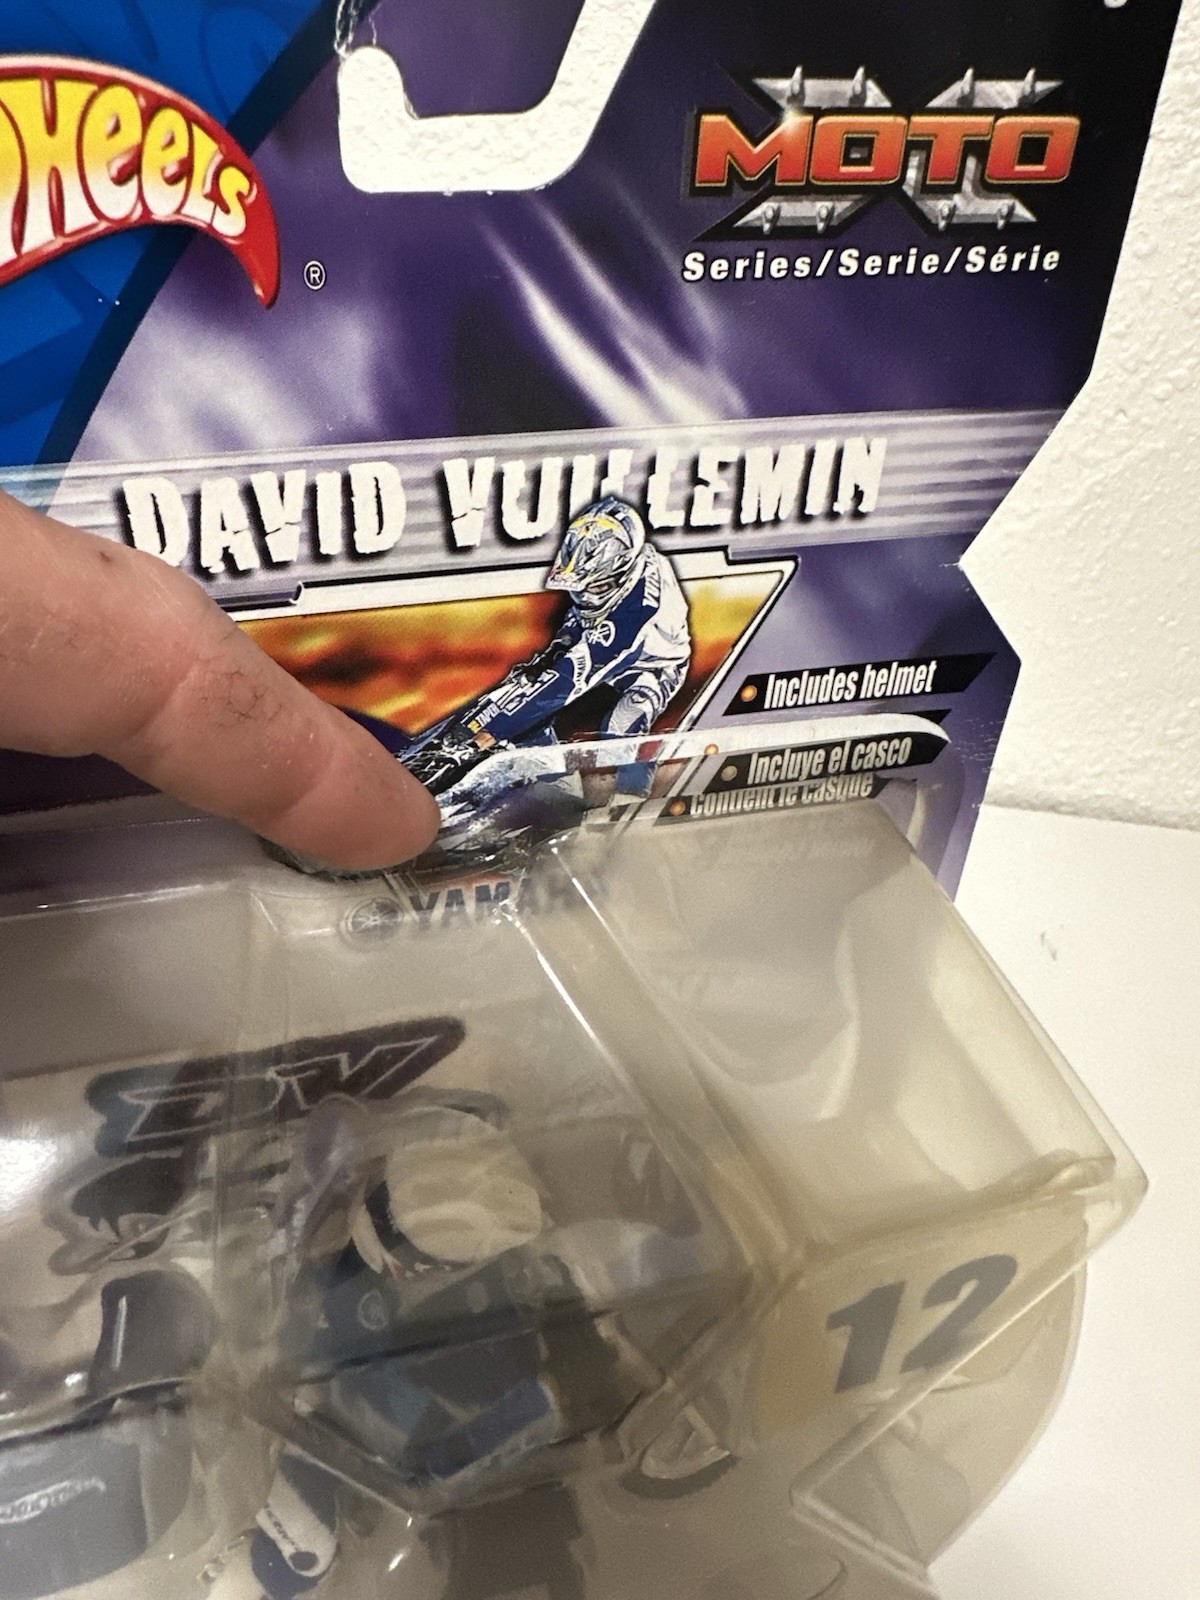 Wheels
®
MOTO
Series/Serie/Série
DAVID VUILLEMIN
Includes helmet
Incluye el casco
Contient le casque
YAMAHA
DV
12